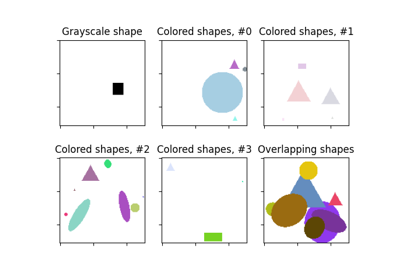 Grayscale shape
Colored shapes, #0
Colored shapes, #1
Colored shapes, #2
Colored shapes, #3
Overlapping shapes